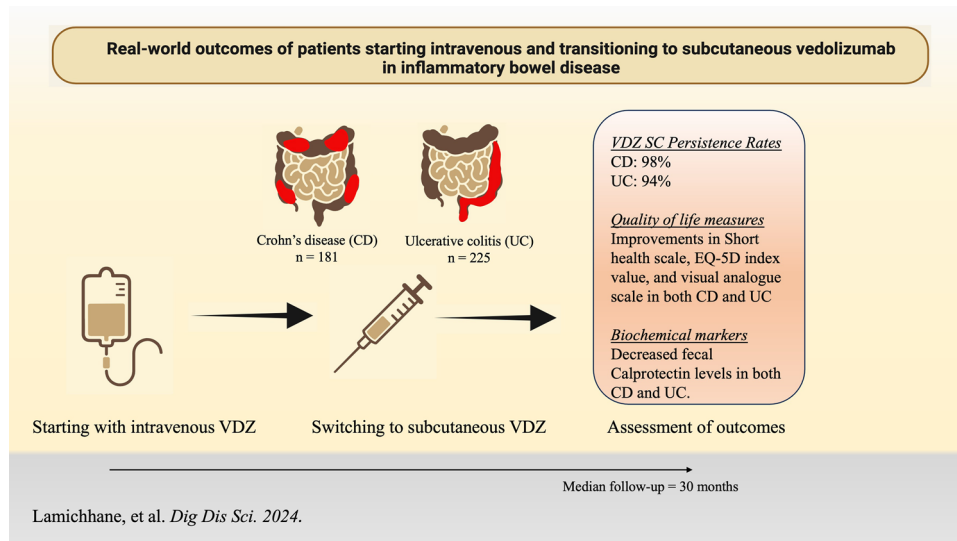 Real-world outcomes of patients starting intravenous and transitioning to subcutaneous vedolizumab
in inflammatory bowel disease
Crohn's disease (CD)
n = 181
Ulcerative colitis (UC)
n = 225
VDZ SC Persistence Rates
CD: 98%
UC: 94%
Quality of life measures
Improvements in Short
health scale, EQ-5D index
value, and visual analogue
scale in both CD and UC
Biochemical markers
Decreased fecal
Calprotectin levels in both
CD and UC.
Starting with intravenous VDZ
Switching to subcutaneous VDZ
Assessment of outcomes
Median follow-up = 30 months
Lamichhane, et al. Dig Dis Sci. 2024.